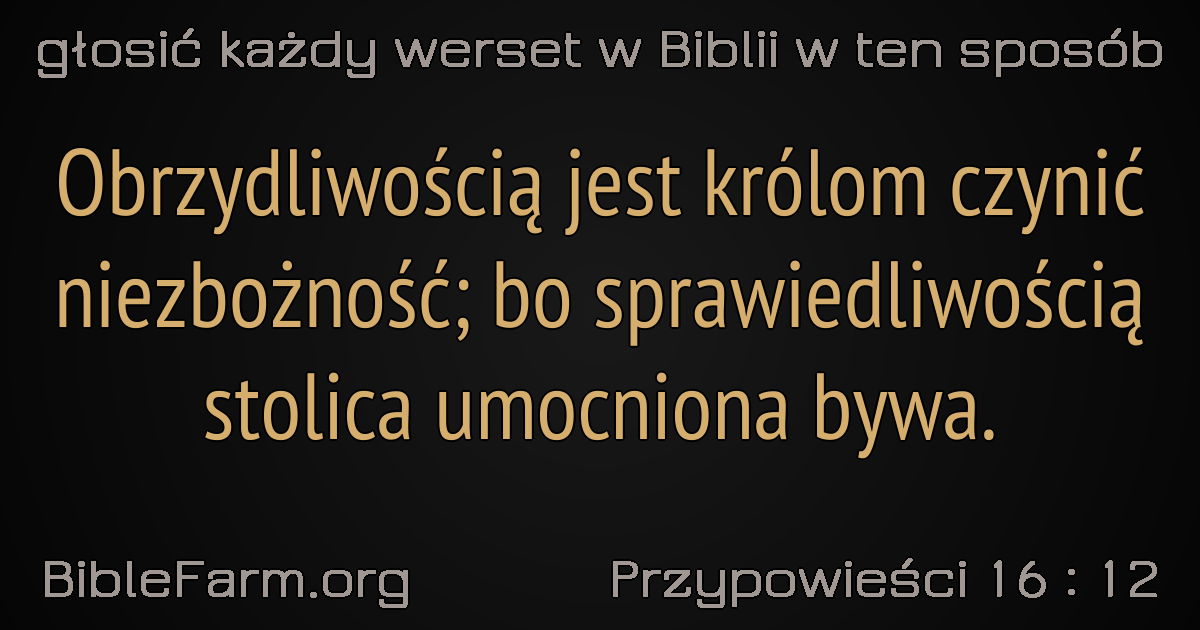 głosić każdy werset w Biblii w ten sposób
Obrzydliwością jest królom czynić
niezbożność; bo sprawiedliwością
stolica umocniona bywa.
BibleFarm.org
Przypowieści 16 : 12